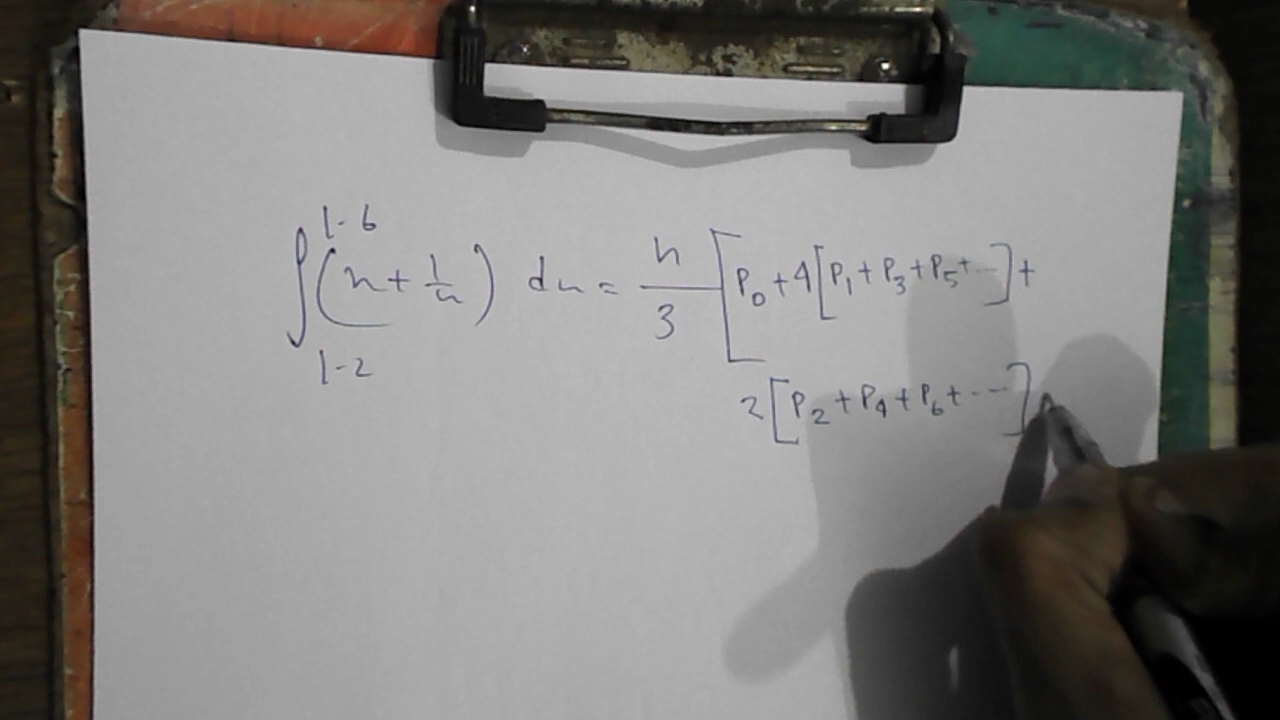 ∫_{1.2}^{1.6} (x + 1/x) dx = h/3 [P₀ + 4[P₁ + P₃ + P₅ + ...] +
2[P₂ + P₄ + P₆ + ...]